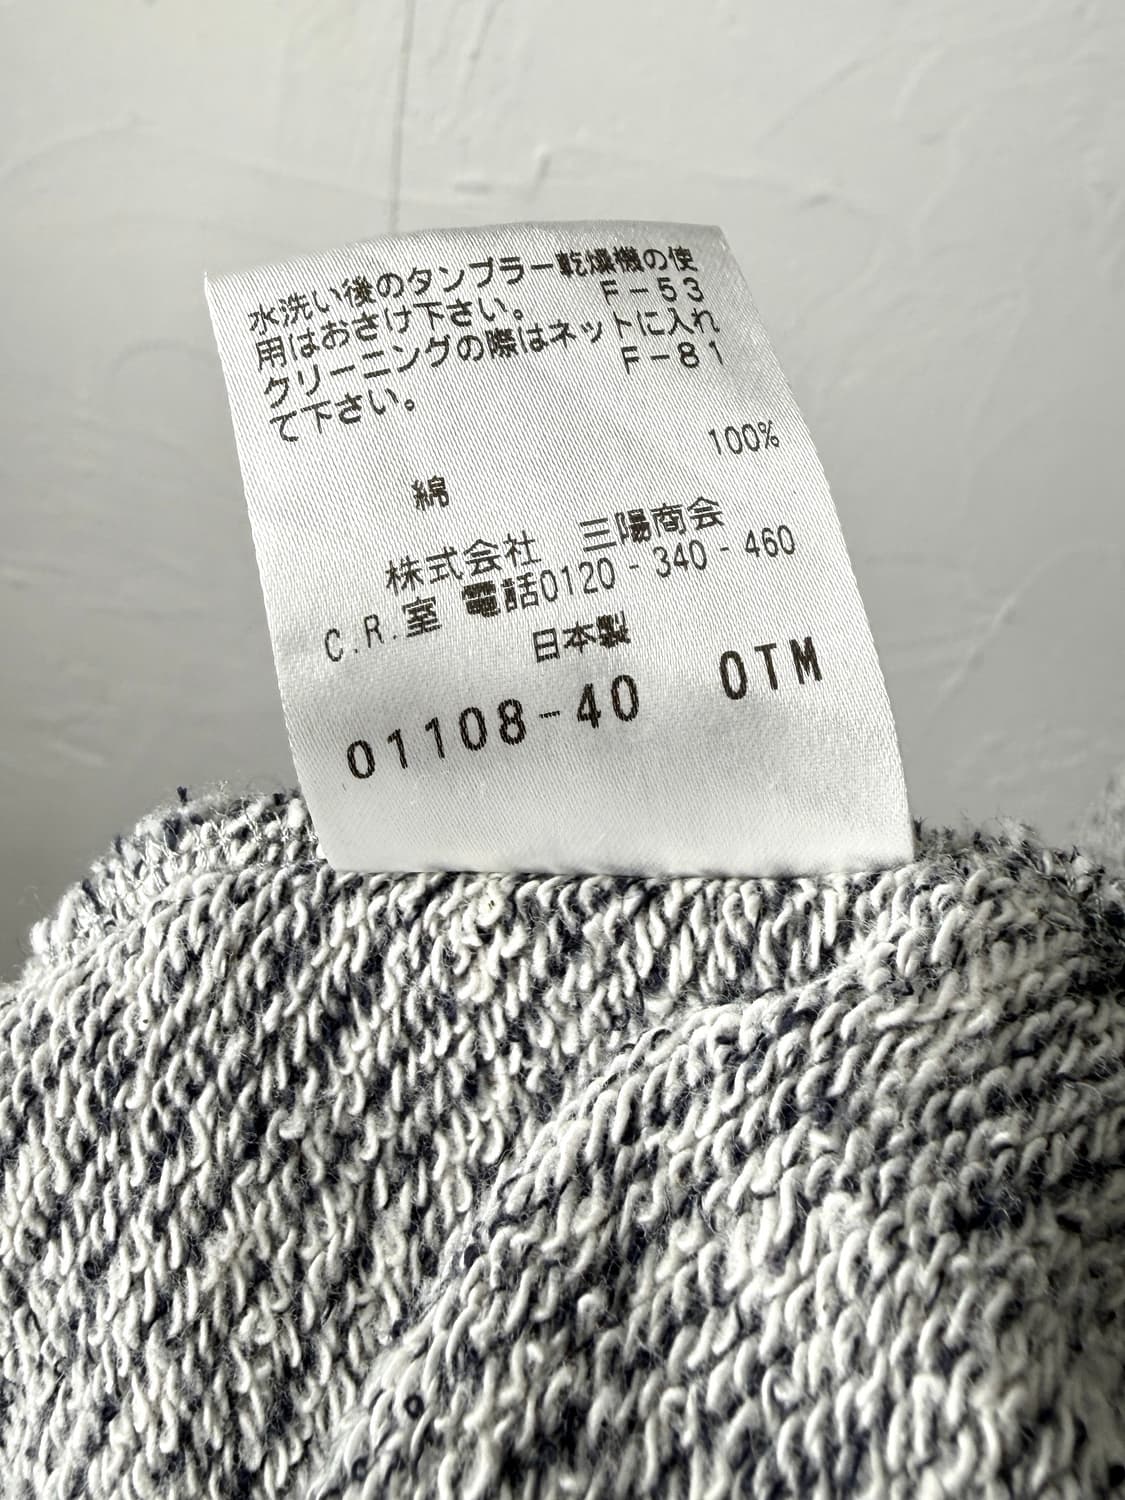 水洗い後のタンブラー乾燥機の使
用はおさけ下さい。 F-53
クリーニングの際はネットに入れ
て下さい。 F-81
綿 100%
株式会社 三陽商会
C.R.室 電話0120-340-460
日本製
01108-40 OTM